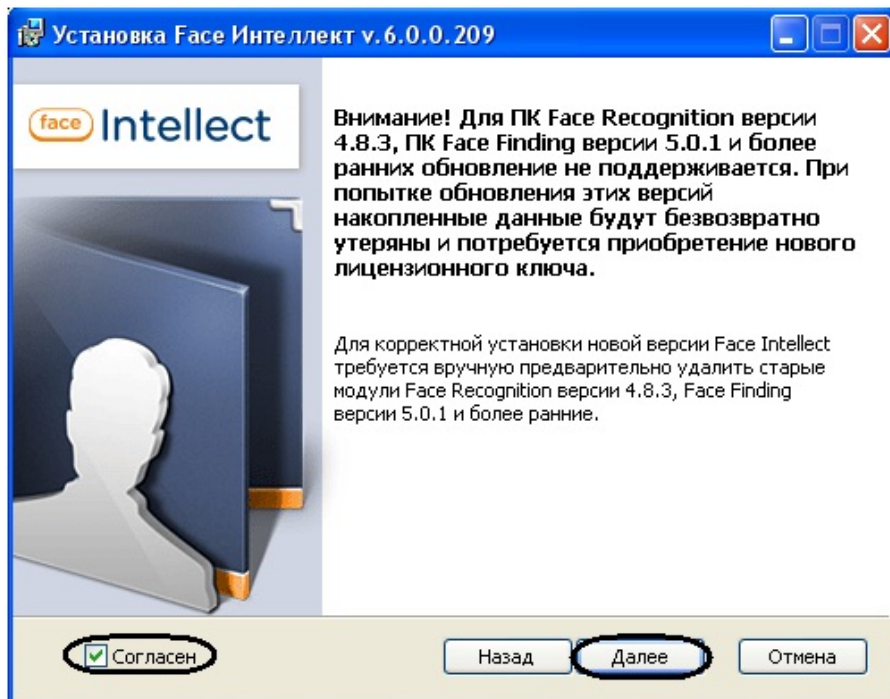 Установка Face Интеллект v.6.0.0.209
face Intellect
Внимание! Для ПК Face Recognition версии
4.8.3, ПК Face Finding версии 5.0.1 и более
ранних обновление не поддерживается. При
попытке обновления этих версий
накопленные данные будут безвозвратно
утеряны и потребуется приобретение нового
лицензионного ключа.
Для корректной установки новой версии Face Intellect
требуется вручную предварительно удалить старые
модули Face Recognition версии 4.8.3, Face Finding
версии 5.0.1 и более ранние.
Согласен Назад Далее Отмена